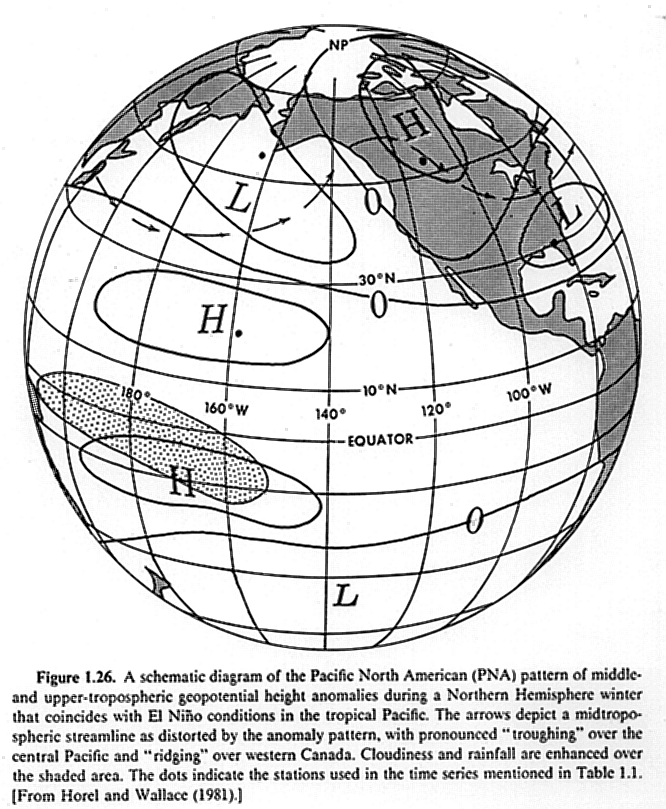 NP
H
L
0
L
30°N
0
H
180°
160°W
140°
10°N
120°
100°W
EQUATOR
H
0
L
Figure 1.26. A schematic diagram of the Pacific North American (PNA) pattern of middle-
and upper-tropospheric geopotential height anomalies during a Northern Hemisphere winter
that coincides with El Niño conditions in the tropical Pacific. The arrows depict a midtropo-
spheric streamline as distorted by the anomaly pattern, with pronounced "troughing" over the
central Pacific and "ridging" over western Canada. Cloudiness and rainfall are enhanced over
the shaded area. The dots indicate the stations used in the time series mentioned in Table 1.1.
[From Horel and Wallace (1981).]